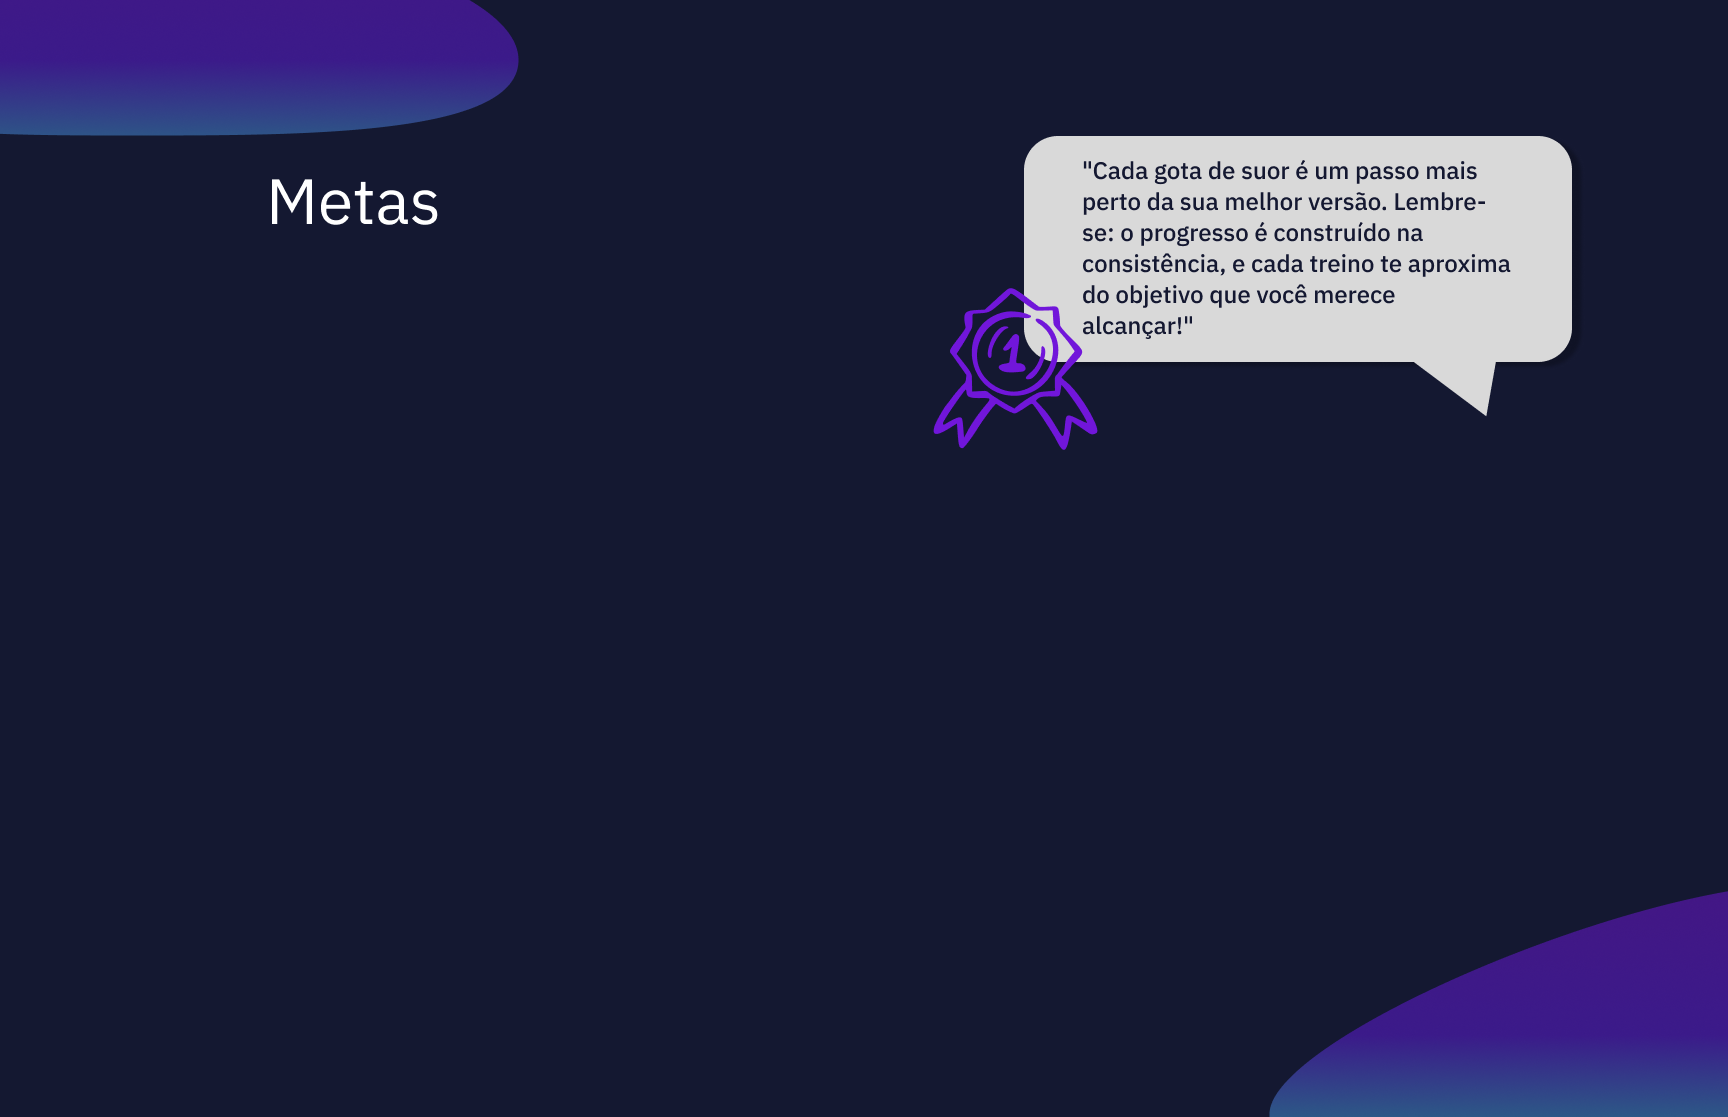 Metas
"Cada gota de suor é um passo mais
perto da sua melhor versão. Lembre-
se: o progresso é construído na
consistência, e cada treino te aproxima
do objetivo que você merece
alcançar!"
1